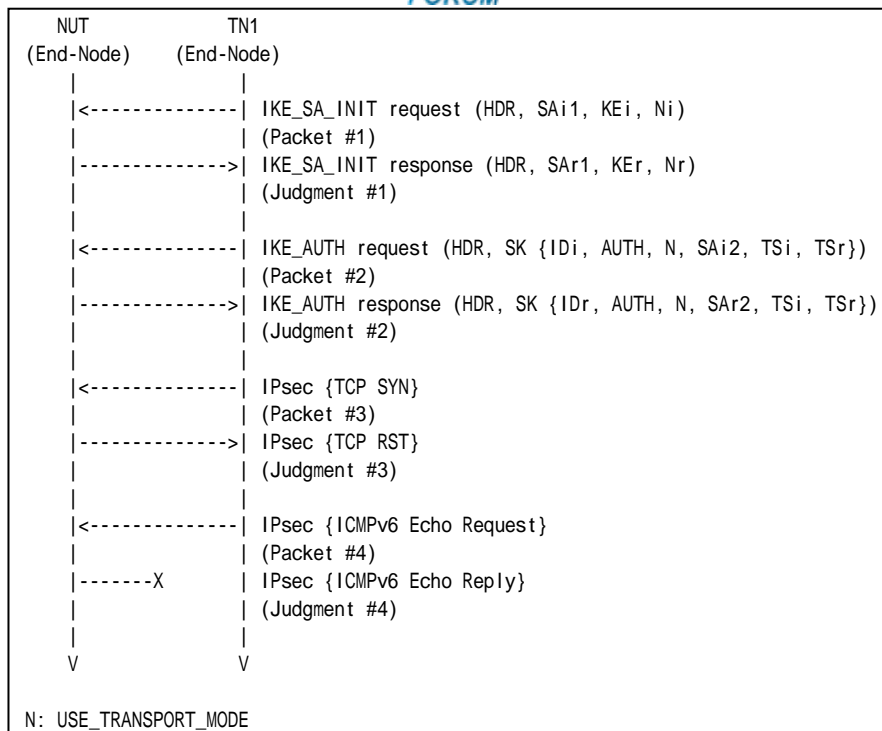 FORUM
NUT TN1
(End-Node) (End-Node)
| |
|<--------------| IKE_SA_INIT request (HDR, SAi1, KEi, Ni)
| | (Packet #1)
|-------------->| IKE_SA_INIT response (HDR, SAr1, KEr, Nr)
| | (Judgment #1)
| |
|<--------------| IKE_AUTH request (HDR, SK {IDi, AUTH, N, SAi2, TSi, TSr})
| | (Packet #2)
|-------------->| IKE_AUTH response (HDR, SK {IDr, AUTH, N, SAr2, TSi, TSr})
| | (Judgment #2)
| |
|<--------------| IPsec {TCP SYN}
| | (Packet #3)
|-------------->| IPsec {TCP RST}
| | (Judgment #3)
| |
|<--------------| IPsec {ICMPv6 Echo Request}
| | (Packet #4)
|-------X | IPsec {ICMPv6 Echo Reply}
| | (Judgment #4)
| |
V V
N: USE_TRANSPORT_MODE